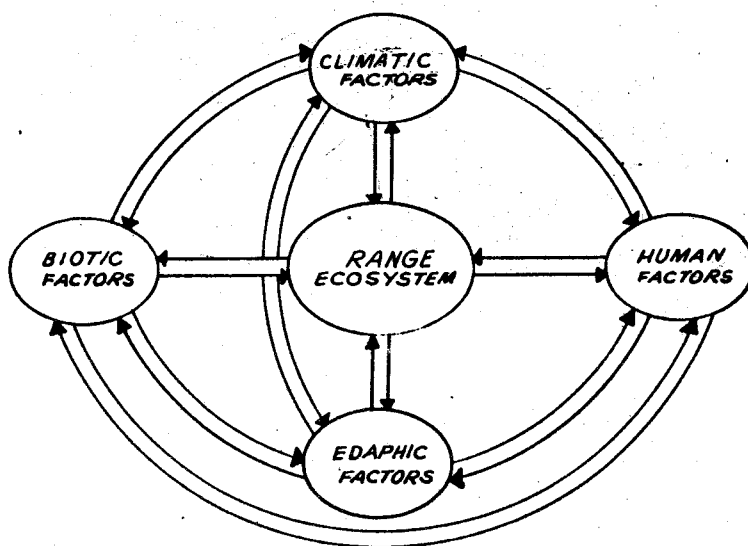 CLIMATIC
FACTORS
BIOTIC
FACTORS
RANGE
ECOSYSTEM
HUMAN
FACTORS
EDAPHIC
FACTORS